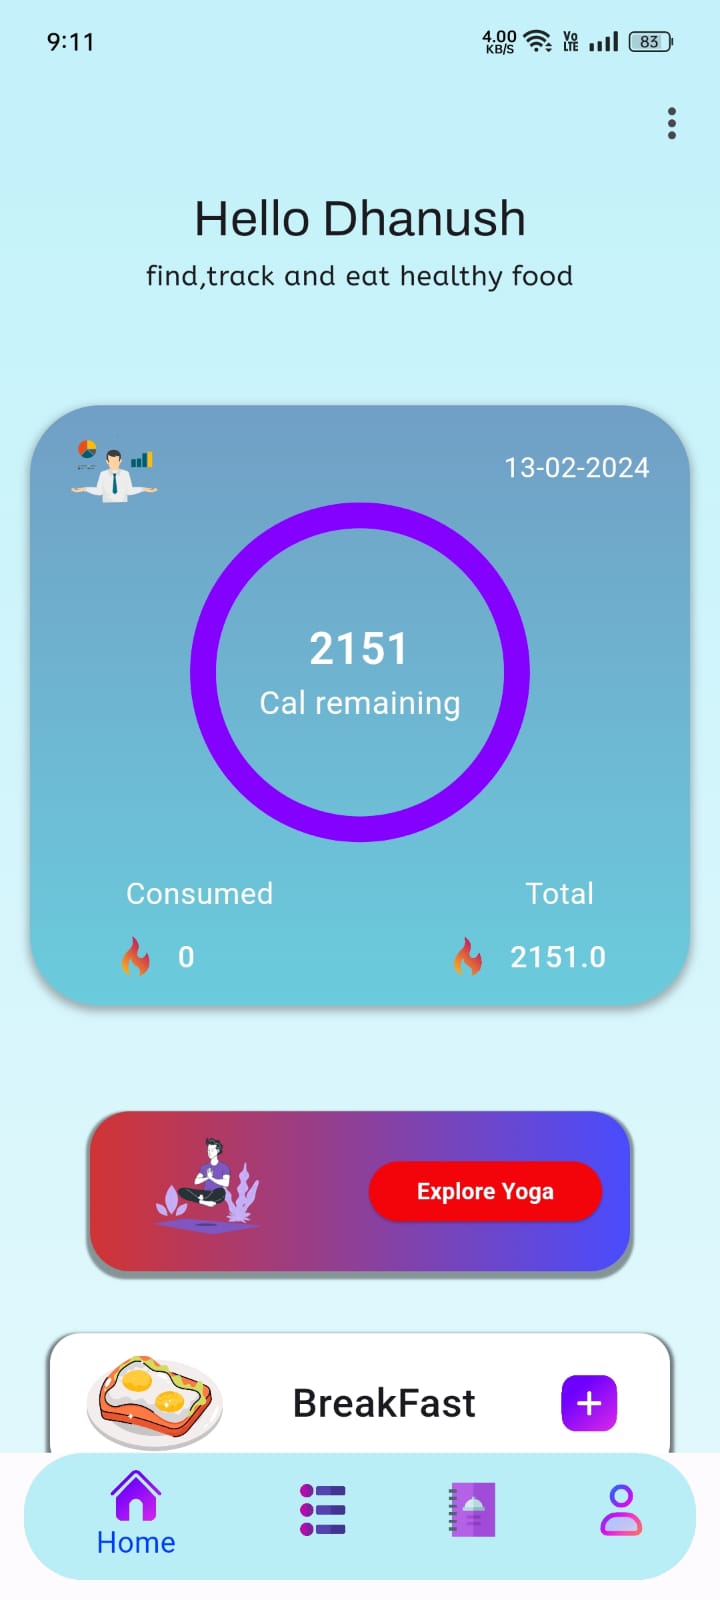 9:11
4.00
KB/S
Vo
LTE
83
Hello Dhanush
find,track and eat healthy food
13-02-2024
2151
Cal remaining
Consumed
Total
0
2151.0
Explore Yoga
BreakFast
Home